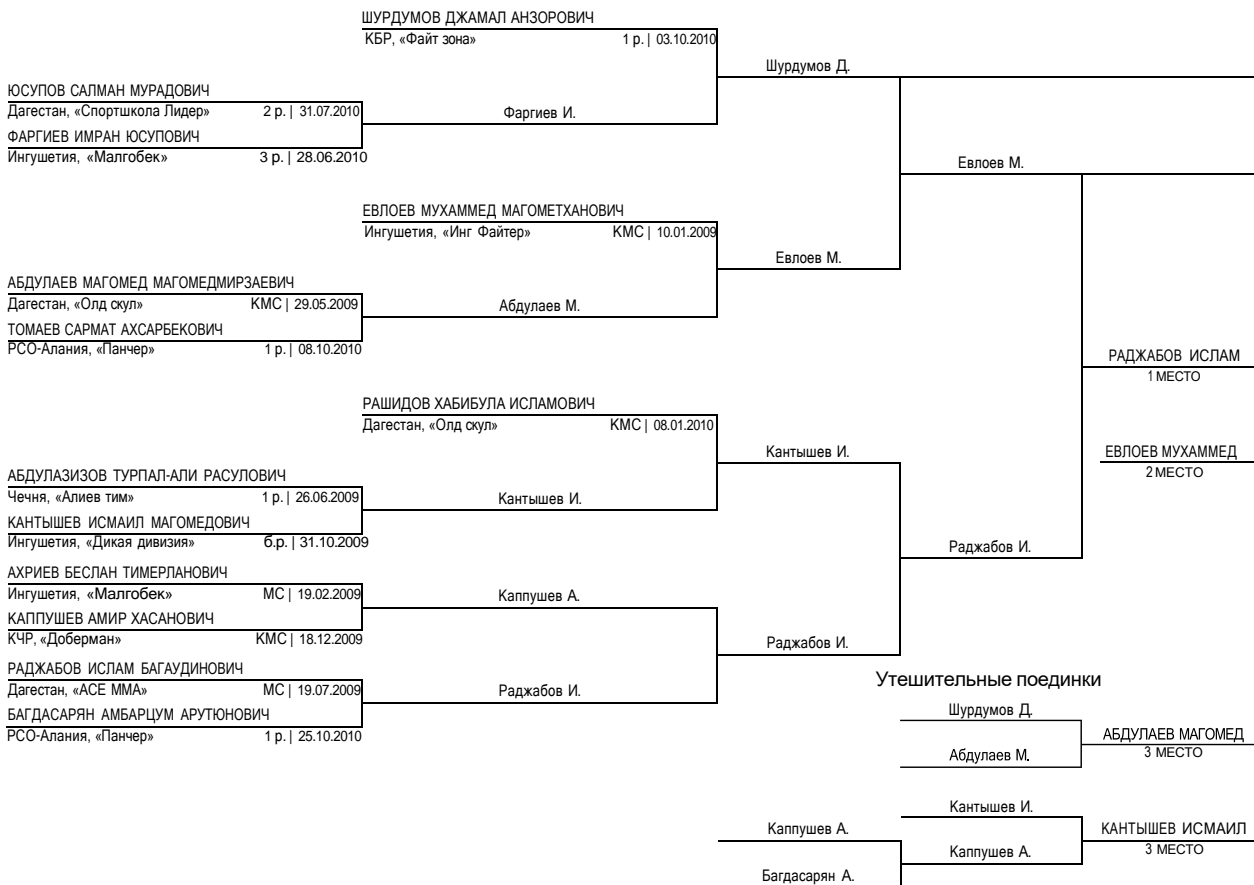 ШУРДУМОВ ДЖАМАЛ АНЗОРОВИЧ
КБР, «Файт зона» 1 р. | 03.10.2010
Шурдумов Д.
ЮСУПОВ САЛМАН МУРАДОВИЧ
Дагестан, «Спортшкола Лидер» 2 р. | 31.07.2010
Фаргиев И.
ФАРГИЕВ ИМРАН ЮСУПОВИЧ
Ингушетия, «Малгобек» 3 р. | 28.06.2010
Евлоев М.
ЕВЛОЕВ МУХАММЕД МАГОМЕТХАНОВИЧ
Ингушетия, «Инг Файтер» КМС | 10.01.2009
Евлоев М.
АБДУЛАЕВ МАГОМЕД МАГОМЕДМИРЗАЕВИЧ
Дагестан, «Олд скул» КМС | 29.05.2009
Абдулаев М.
ТОМАЕВ САРМАТ АХСАРБЕКОВИЧ
РСО-Алания, «Панчер» 1 р. | 08.10.2010
РАДЖАБОВ ИСЛАМ
1 МЕСТО
РАШИДОВ ХАБИБУЛА ИСЛАМОВИЧ
Дагестан, «Олд скул» КМС | 08.01.2010
Кантышев И.
ЕВЛОЕВ МУХАММЕД
2 МЕСТО
АБДУЛАЗИЗОВ ТУРПАЛ-АЛИ РАСУЛОВИЧ
Чечня, «Алиев тим» 1 р. | 26.06.2009
Кантышев И.
КАНТЫШЕВ ИСМАИЛ МАГОМЕДОВИЧ
Ингушетия, «Дикая дивизия» б.р. | 31.10.2009
Раджабов И.
АХРИЕВ БЕСЛАН ТИМЕРЛАНОВИЧ
Ингушетия, «Малгобек» МС | 19.02.2009
Каппушев А.
КАППУШЕВ АМИР ХАСАНОВИЧ
КЧР, «Доберман» КМС | 18.12.2009
Раджабов И.
РАДЖАБОВ ИСЛАМ БАГАУДИНОВИЧ
Дагестан, «ACE MMA» МС | 19.07.2009
Раджабов И.
БАГДАСАРЯН АМБАРЦУМ АРУТЮНОВИЧ
РСО-Алания, «Панчер» 1 р. | 25.10.2010
Утешительные поединки
Шурдумов Д.
Абдулаев М.
АБДУЛАЕВ МАГОМЕД
3 МЕСТО
Кантышев И.
Каппушев А.
Каппушев А.
КАНТЫШЕВ ИСМАИЛ
3 МЕСТО
Багдасарян А.